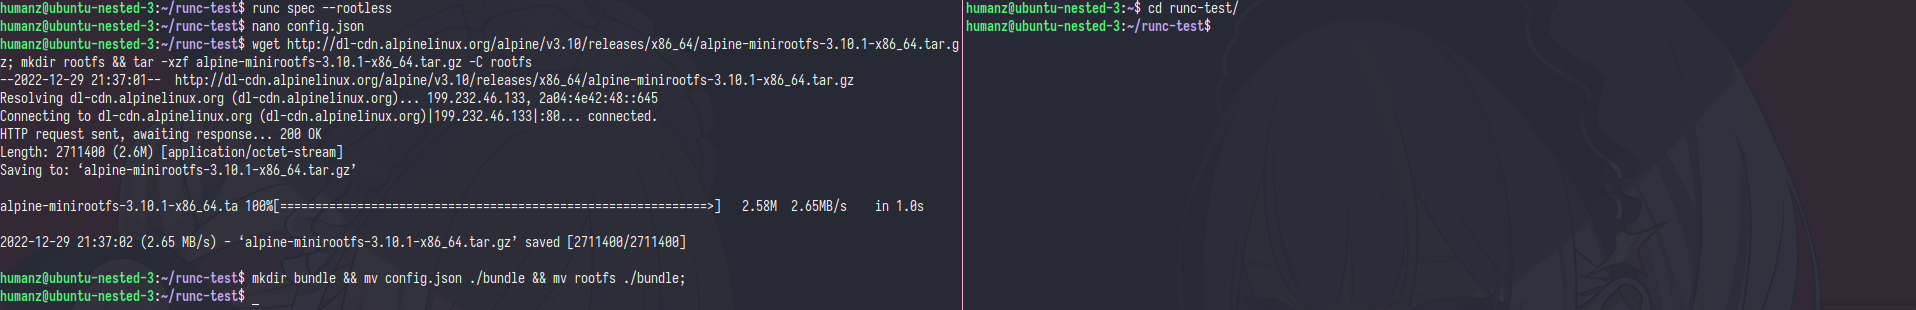 humanz@ubuntu-nested-3:~/runc-test$ runc spec --rootless
humanz@ubuntu-nested-3:~/runc-test$ nano config.json
humanz@ubuntu-nested-3:~/runc-test$ wget http://dl-cdn.alpinelinux.org/alpine/v3.10/releases/x86_64/alpine-minirootfs-3.10.1-x86_64.tar.g
z; mkdir rootfs && tar -xzf alpine-minirootfs-3.10.1-x86_64.tar.gz -C rootfs
--2022-12-29 21:37:01--  http://dl-cdn.alpinelinux.org/alpine/v3.10/releases/x86_64/alpine-minirootfs-3.10.1-x86_64.tar.gz
Resolving dl-cdn.alpinelinux.org (dl-cdn.alpinelinux.org)... 199.232.46.133, 2a04:4e42:48::645
Connecting to dl-cdn.alpinelinux.org (dl-cdn.alpinelinux.org)|199.232.46.133|:80... connected.
HTTP request sent, awaiting response... 200 OK
Length: 2711400 (2.6M) [application/octet-stream]
Saving to: ‘alpine-minirootfs-3.10.1-x86_64.tar.gz’
alpine-minirootfs-3.10.1-x86_64.ta 100%[=============================================================>]   2.58M  2.65MB/s    in 1.0s
2022-12-29 21:37:02 (2.65 MB/s) - ‘alpine-minirootfs-3.10.1-x86_64.tar.gz’ saved [2711400/2711400]
humanz@ubuntu-nested-3:~/runc-test$ mkdir bundle && mv config.json ./bundle && mv rootfs ./bundle;
humanz@ubuntu-nested-3:~/runc-test$ _
humanz@ubuntu-nested-3:~$ cd runc-test/
humanz@ubuntu-nested-3:~/runc-test$